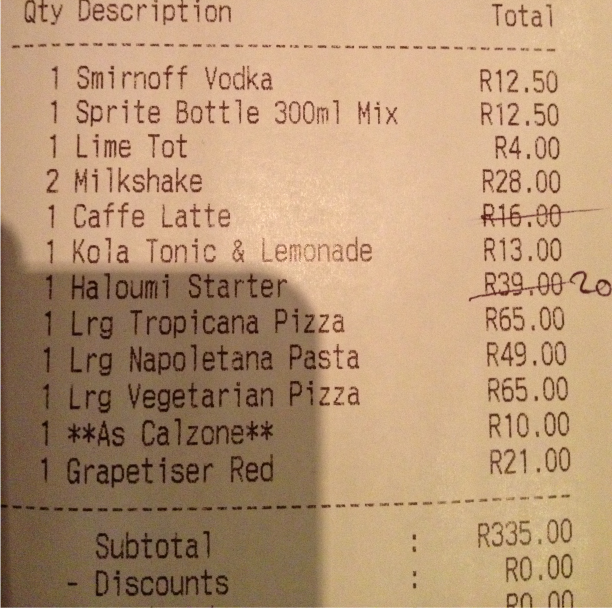 Qty Description Total
1 Smirnoff Vodka R12.50
1 Sprite Bottle 300ml Mix R12.50
1 Lime Tot R4.00
2 Milkshake R28.00
1 Caffe Latte R16.00
1 Kola Tonic & Lemonade R13.00
1 Haloumi Starter R39.00 20
1 Lrg Tropicana Pizza R65.00
1 Lrg Napoletana Pasta R49.00
1 Lrg Vegetarian Pizza R65.00
1 **As Calzone** R10.00
1 Grapetiser Red R21.00
Subtotal : R335.00
- Discounts : R0.00
R0.00